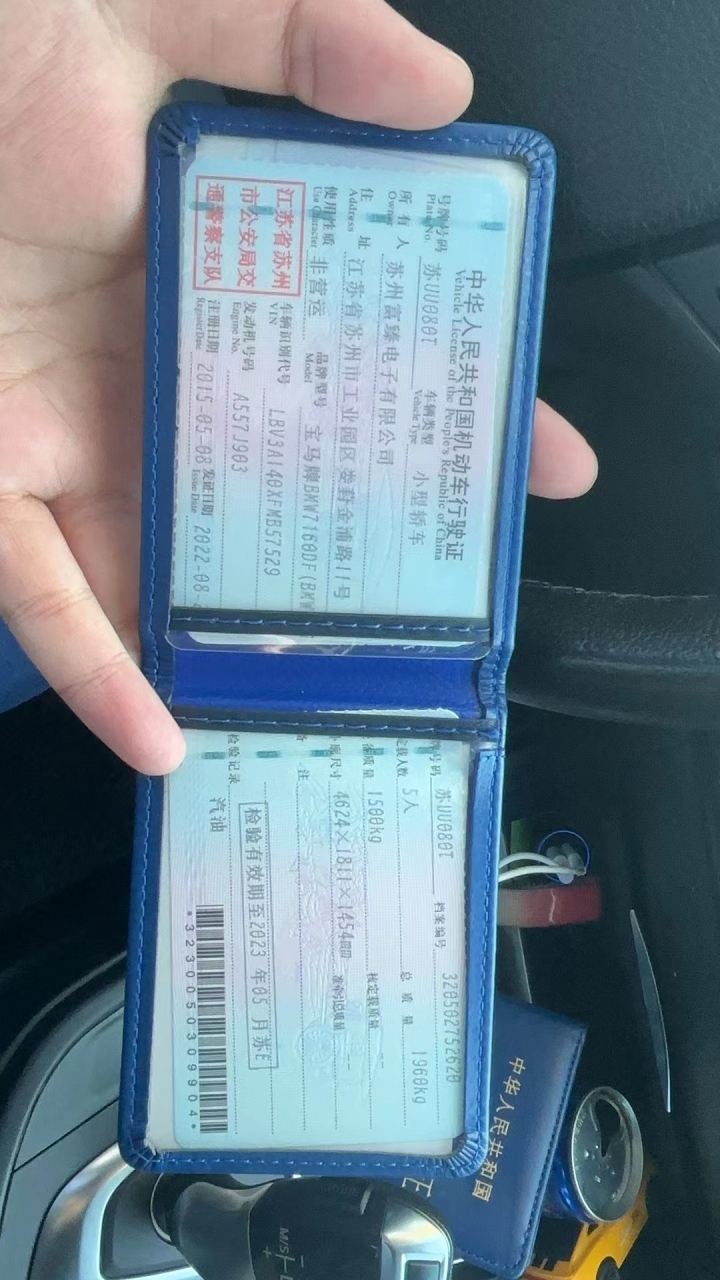 中华人民共和国机动车行驶证
Vehicle License of the People's Republic of China
号牌号码 苏UU080T 车辆类型 小型轿车
Plate No. Vehicle Type
所有人 苏州富臻电子有限公司
Owner
住址 江苏省苏州市工业园区娄葑金浦路11号
Address
使用性质 非营运 品牌型号 宝马牌BMW7160DF(BMW
Use Character Model
江苏省苏州
市公安局交
通警察支队
车辆识别代号 LBV3A140XFMB57529
VIN
发动机号码 A557J903
Engine No.
注册日期 2015-05-08 发证日期 2022-08-
Register Date Issue Date
牌号码 苏UU080T 档案编号 320502752620
定载人数 5人 总质量 1960kg
备质量 1500kg 核定载质量 --
廓尺寸 4624×1811×1454mm 准牵引总质量 --
备 注
检验有效期至2023年05月苏E
检验记录
汽油
*3230050309904*
中华人民共和国
证
M/S
+